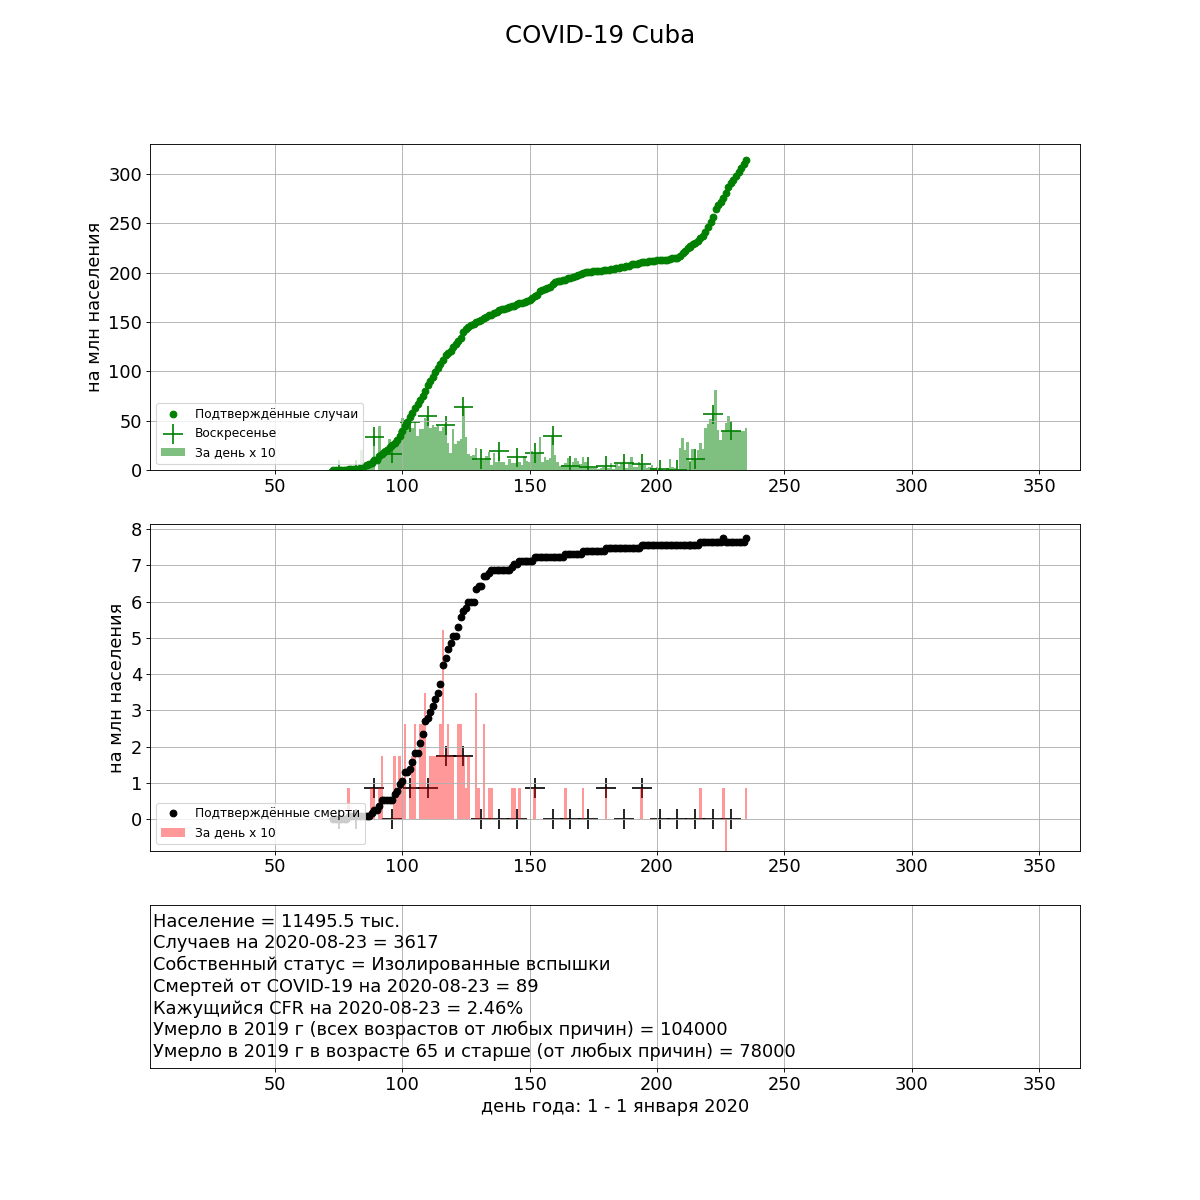 COVID-19 Cuba
300
250
200
150
100
50
0
на млн населения
Подтверждённые случаи
Воскресенье
За день x 10
50 100 150 200 250 300 350
8
7
6
5
4
3
2
1
0
на млн населения
Подтверждённые смерти
За день x 10
50 100 150 200 250 300 350
Население = 11495.5 тыс.
Случаев на 2020-08-23 = 3617
Собственный статус = Изолированные вспышки
Смертей от COVID-19 на 2020-08-23 = 89
Кажущийся CFR на 2020-08-23 = 2.46%
Умерло в 2019 г (всех возрастов от любых причин) = 104000
Умерло в 2019 г в возрасте 65 и старше (от любых причин) = 78000
50 100 150 200 250 300 350
день года: 1 - 1 января 2020